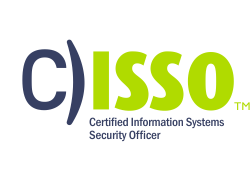 C)ISSO™
Certified Information Systems
Security Officer